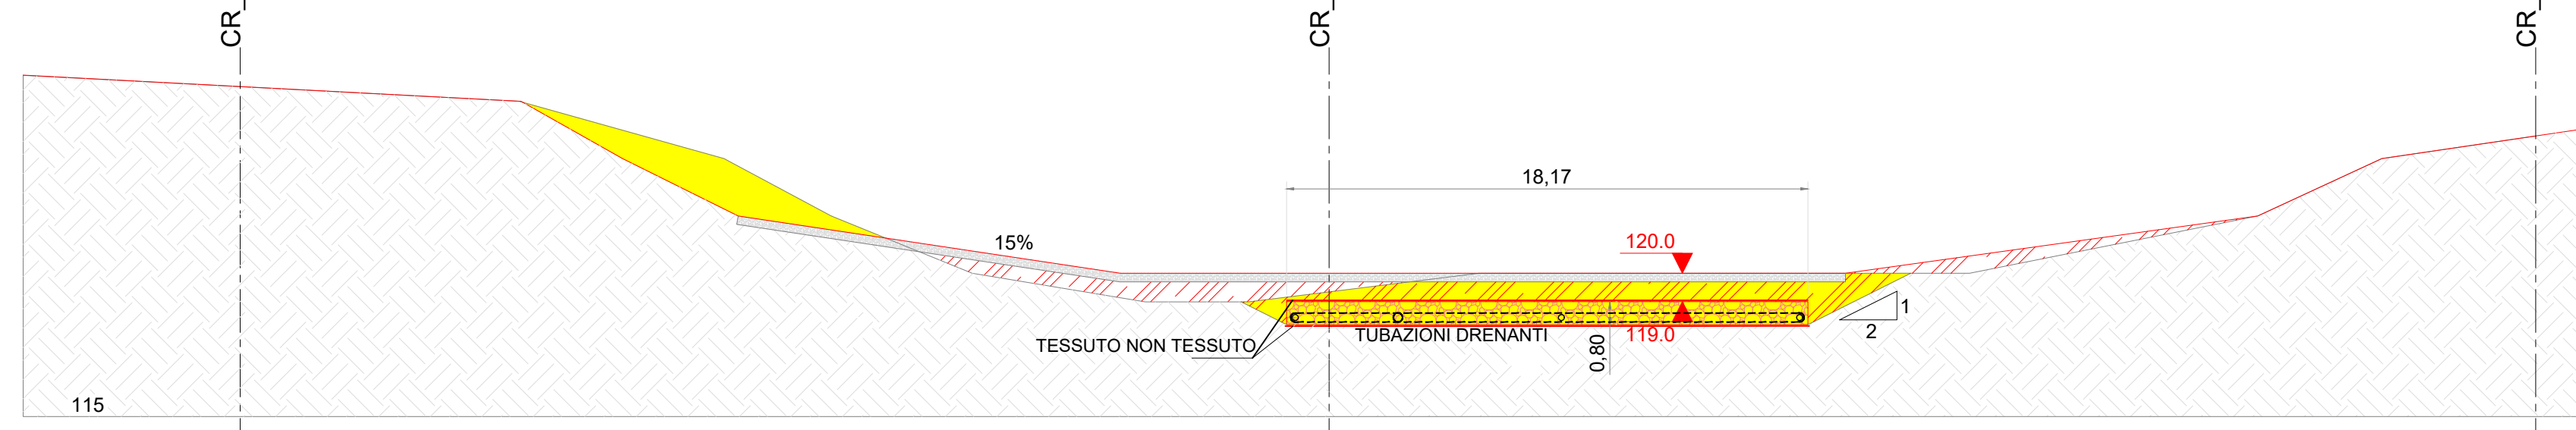 CR_
CR_
CR_
18,17
120.0
15%
1
2
119.0
TUBAZIONI DRENANTI
TESSUTO NON TESSUTO
0,80
115